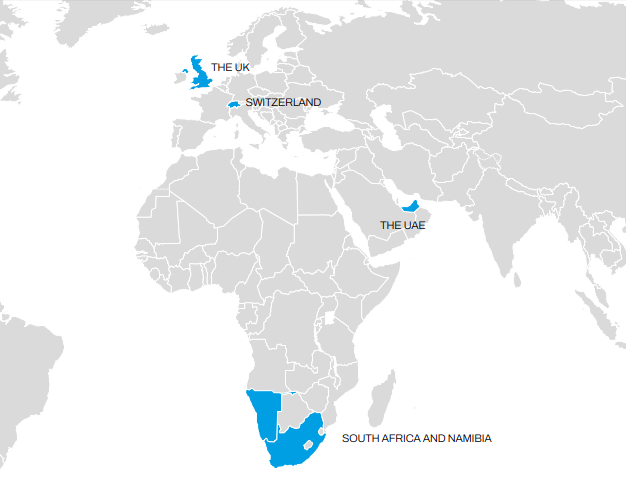 THE UK
SWITZERLAND
THE UAE
SOUTH AFRICA AND NAMIBIA